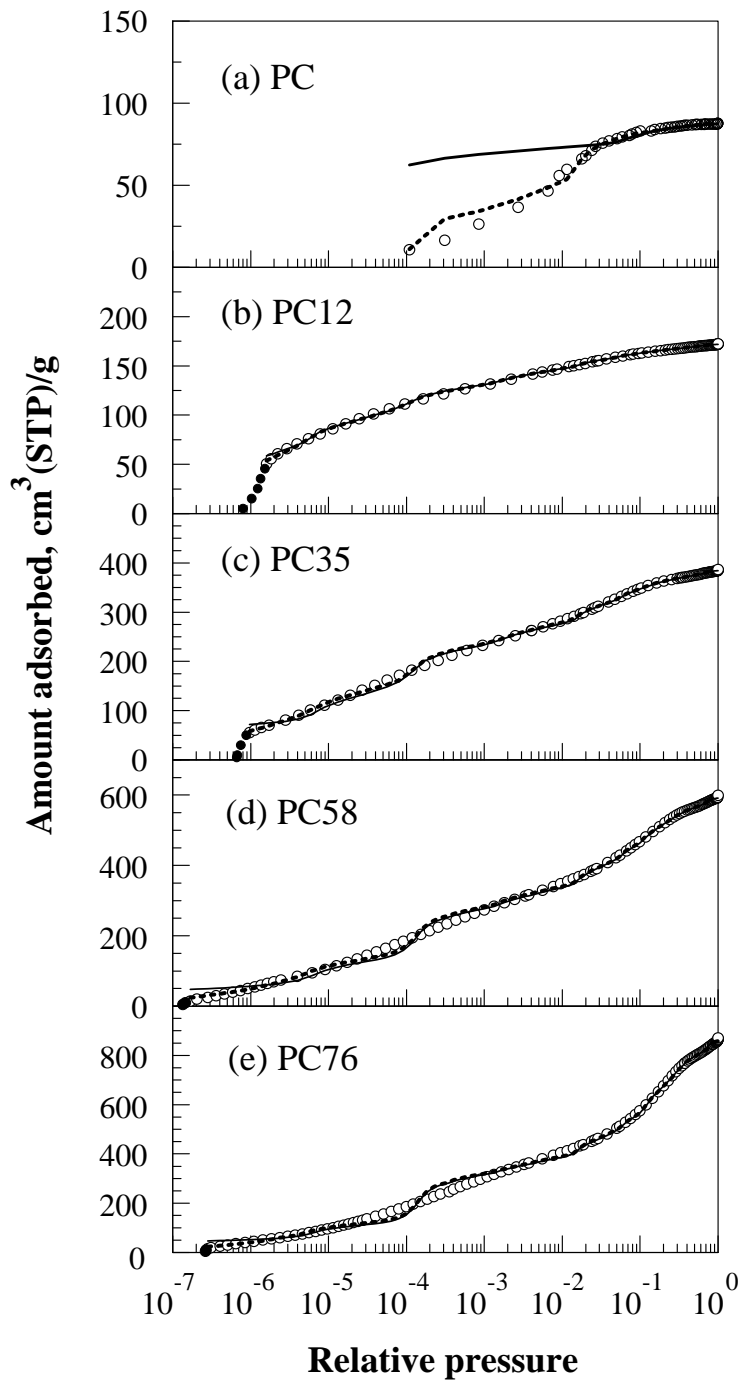 150
(a) PC
100
50
0
200
(b) PC12
150
100
50
0
400
(c) PC35
300
200
100
0
600
(d) PC58
400
200
0
800
(e) PC76
600
400
200
0
Amount adsorbed, cm³(STP)/g
10⁻⁷ 10⁻⁶ 10⁻⁵ 10⁻⁴ 10⁻³ 10⁻² 10⁻¹ 10⁰
Relative pressure